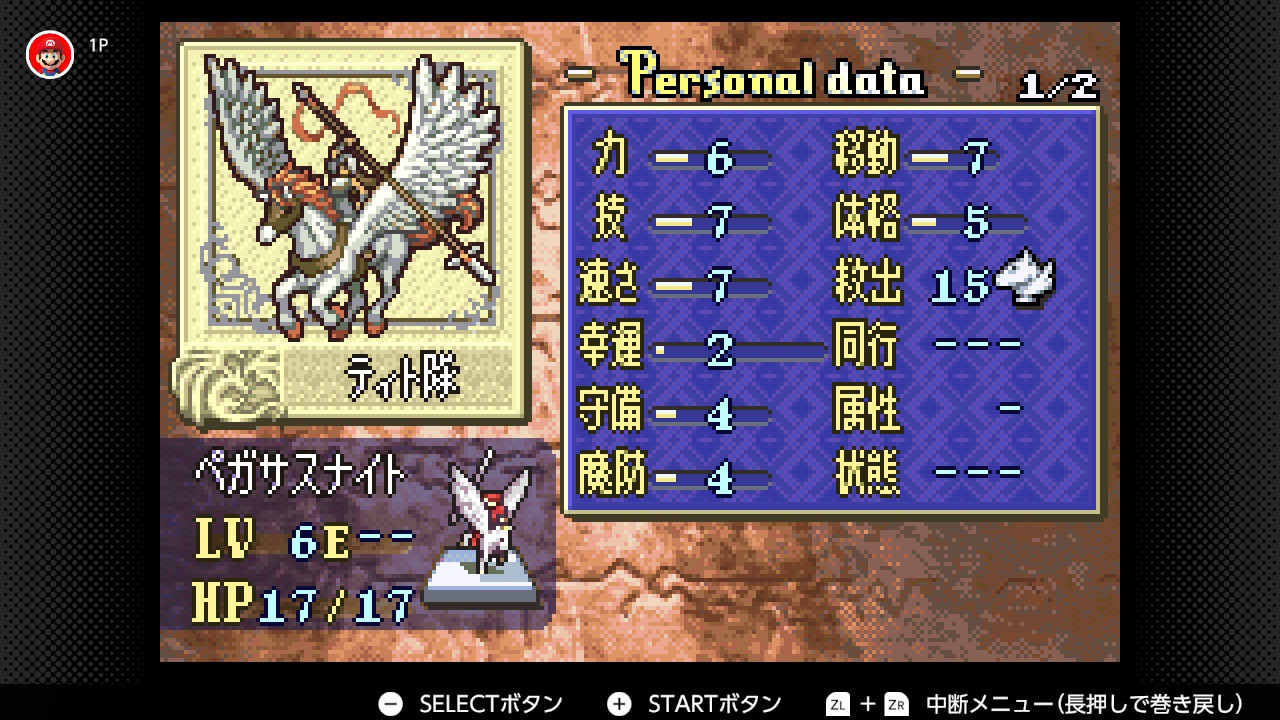 1P
Personal data 1/2
力 6 移動 7
技 7 体格 5
速さ 7 救出 15
幸運 2 同行 ---
守備 4 属性 -
魔防 4 状態 ---
ティト隊
ペガサスナイト
LV 6 E --
HP 17/17
SELECTボタン STARTボタン ZL + ZR 中断メニュー(長押しで巻き戻し)